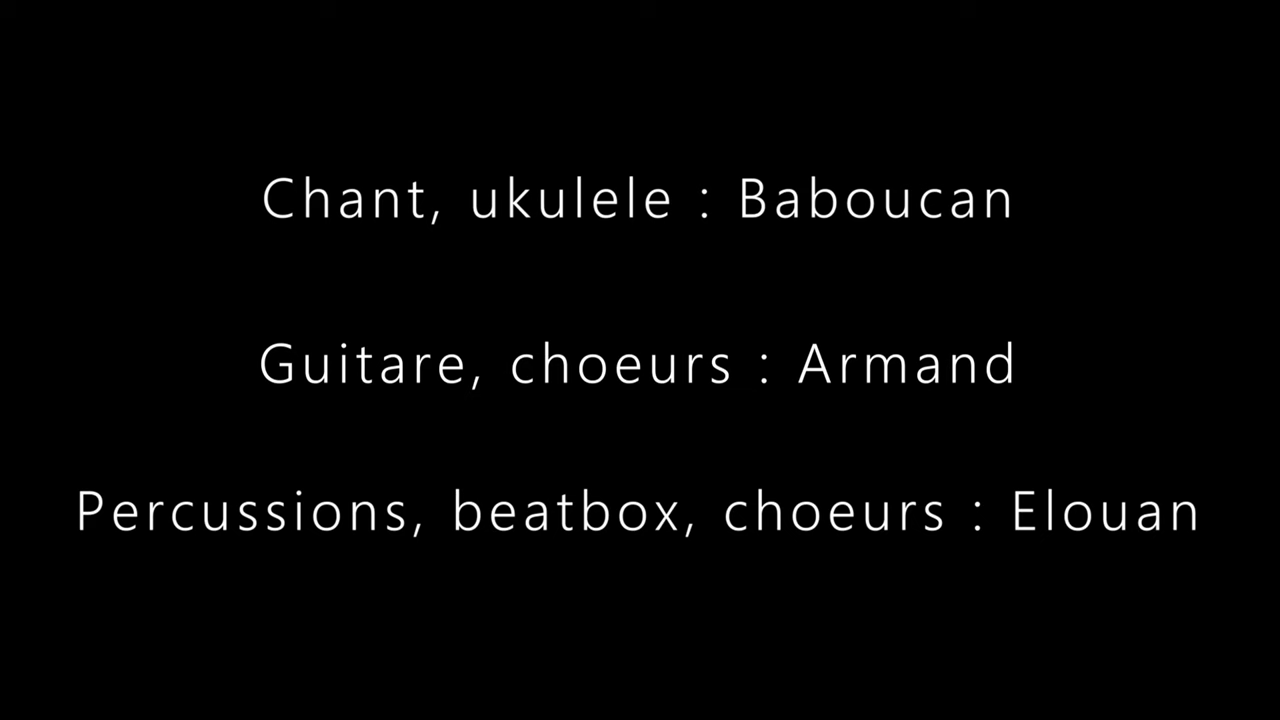 Chant, ukulele : Baboucan
Guitare, choeurs : Armand
Percussions, beatbox, choeurs : Elouan